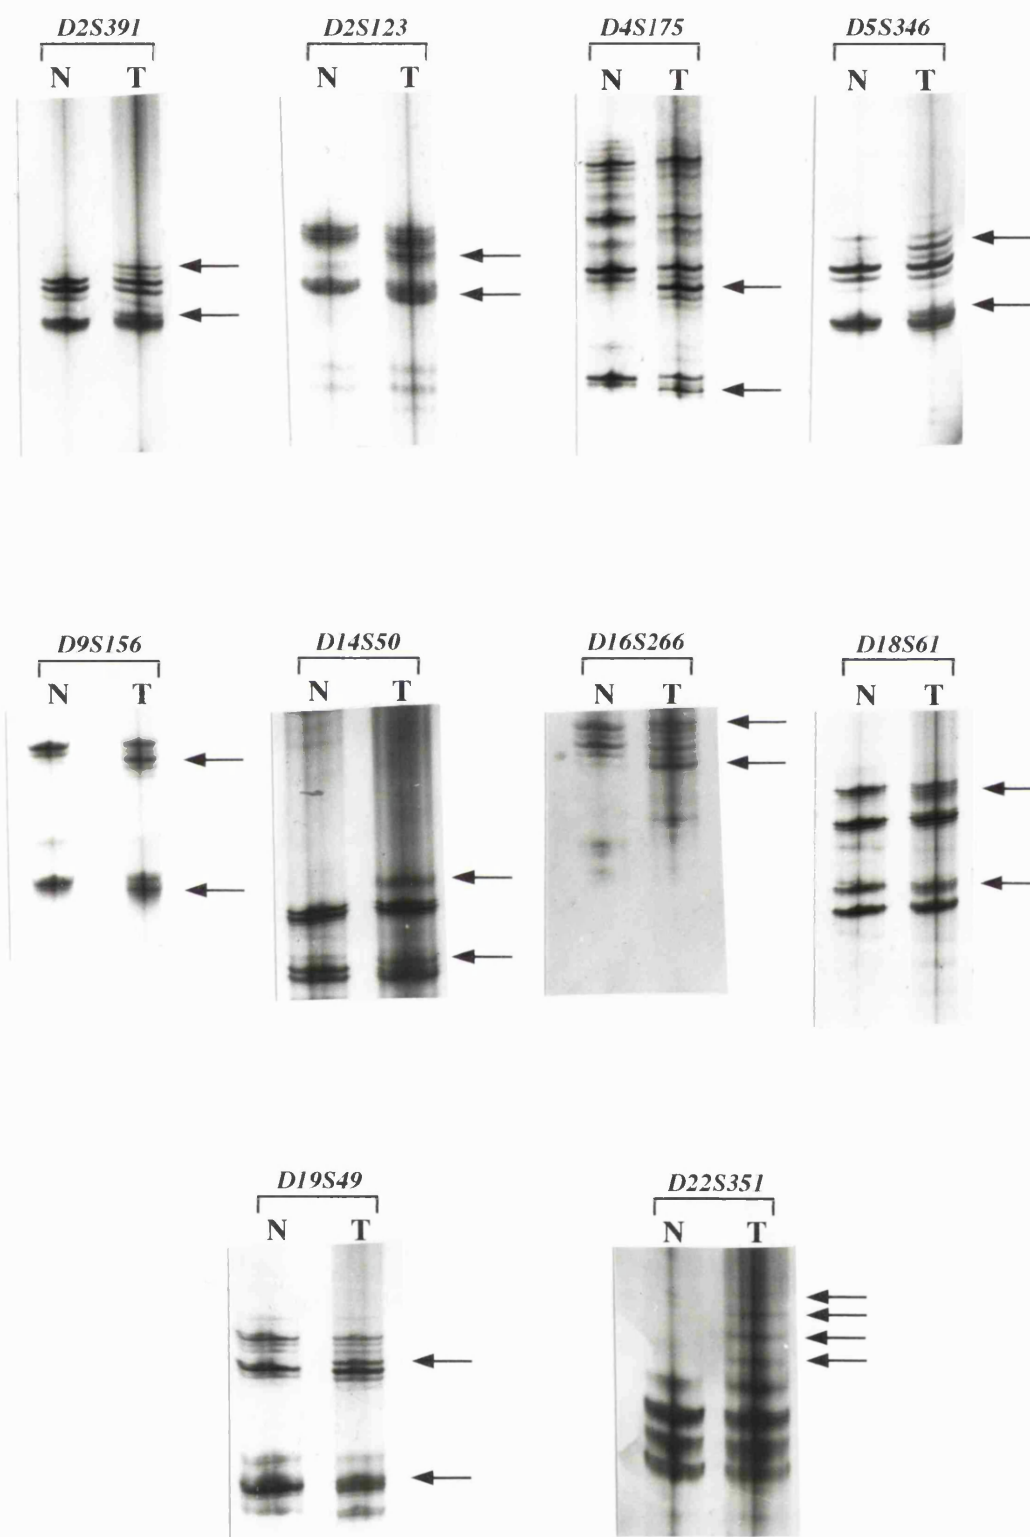 D2S391 D2S123 D4S175 D5S346
N T N T N T N T
D9S156 D14S50 D16S266 D18S61
N T N T N T N T
D19S49 D22S351
N T N T